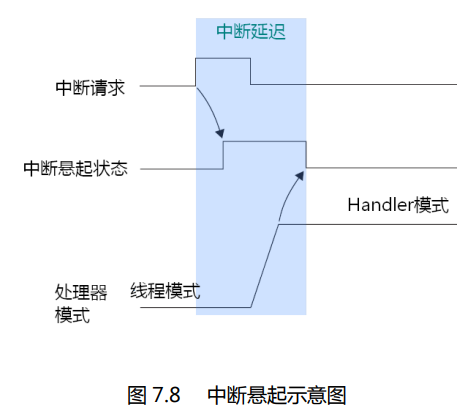 中断延迟
中断请求
中断悬起状态
Handler模式
处理器 线程模式
模式
图 7.8 中断悬起示意图